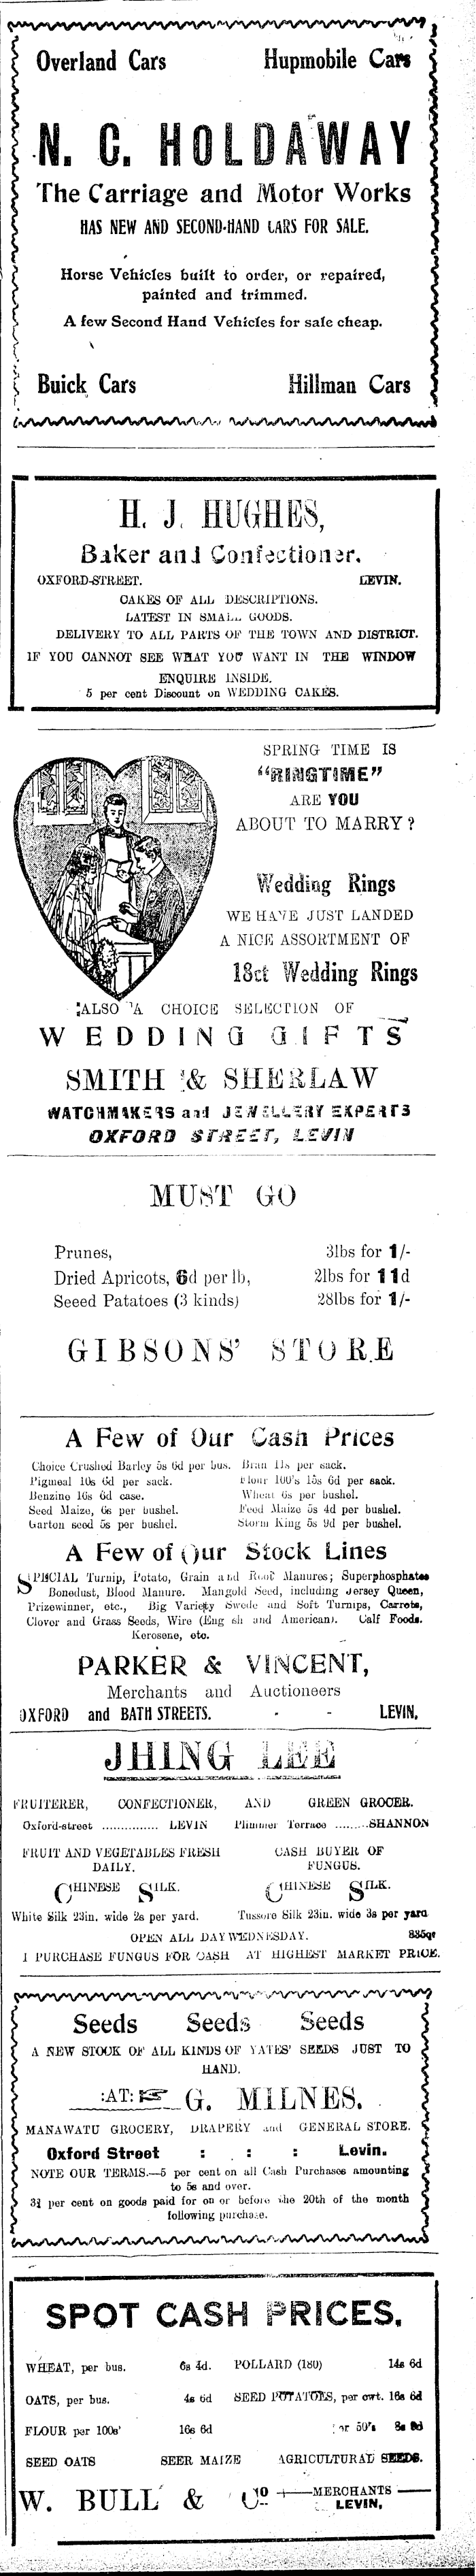 Overland Cars Hupmobile Cars
N. C. HOLDAWAY
The Carriage and Motor Works
HAS NEW AND SECOND-HAND CARS FOR SALE.
Horse Vehicles built to order, or repaired,
painted and trimmed.
A few Second Hand Vehicles for sale cheap.
Buick Cars Hillman Cars
H. J. HUGHES,
Baker and Confectioner.
OXFORD-STREET. LEVIN.
CAKES OF ALL DESCRIPTIONS.
LATEST IN SMALL GOODS.
DELIVERY TO ALL PARTS OF THE TOWN AND DISTRICT.
IF YOU CANNOT SEE WHAT YOU WANT IN THE WINDOW
ENQUIRE INSIDE.
5 per cent Discount on WEDDING CAKES.
SPRING TIME IS
"RINGTIME"
ARE YOU
ABOUT TO MARRY?
Wedding Rings
WE HAVE JUST LANDED
A NICE ASSORTMENT OF
18ct Wedding Rings
ALSO A CHOICE SELECTION OF
WEDDING GIFTS
SMITH & SHERLAW
WATCHMAKERS and JEWELLERY EXPERTS
OXFORD STREET, LEVIN
MUST GO
Prunes, 3lbs for 1/-
Dried Apricots, 6d per lb, 2lbs for 11d
Seeed Patatoes (3 kinds) 28lbs for 1/-
GIBSONS' STORE
A Few of Our Cash Prices
Choice Crushed Barley 5s 6d per bus. Bran 11s per sack.
Pigmeal 10s 6d per sack. Flour 100's 15s 6d per sack.
Benzine 16s 6d case. Wheat 6s per bushel.
Seed Maize, 6s per bushel. Feed Maize 5s 4d per bushel.
Garton seed 5s per bushel. Storm King 5s 9d per bushel.
A Few of Our Stock Lines
SPECIAL Turnip, Potato, Grain and Root Manures; Superphosphates
Bonedust, Blood Manure. Mangold Seed, including Jersey Queen,
Prizewinner, etc., Big Variety Swede and Soft Turnips, Carrots,
Clover and Grass Seeds, Wire (Eng sh and American). Calf Foods.
Kerosene, etc.
PARKER & VINCENT,
Merchants and Auctioneers
OXFORD and BATH STREETS. - - LEVIN,
JHING LEE
FRUITERER, CONFECTIONER, AND GREEN GROCER.
Oxford-street ............... LEVIN Plimmer Terrace .........SHANNON
FRUIT AND VEGETABLES FRESH
DAILY.
CASH BUYER OF
FUNGUS.
CHINESE SILK. CHINESE SILK.
White Silk 23in. wide 2s per yard. Tussore Silk 23in. wide 3s per yard
OPEN ALL DAY WEDNESDAY. 835qt
I PURCHASE FUNGUS FOR CASH AT HIGHEST MARKET PRICE.
Seeds Seeds Seeds
A NEW STOCK OF ALL KINDS OF YATES' SEEDS JUST TO
HAND.
:AT: ☞ G. MILNES.
MANAWATU GROCERY, DRAPERY and GENERAL STORE.
Oxford Street : : : Levin.
NOTE OUR TERMS.—5 per cent on all Cash Purchases amounting
to 5s and over.
3¾ per cent on goods paid for on or before the 20th of the month
following purchase.
SPOT CASH PRICES.
WHEAT, per bus. 6s 4d. POLLARD (180) 14s 6d
OATS, per bus. 4s 6d SEED POTATOES, per cwt. 16s 6d
FLOUR per 100s' 16s 6d or 50's 8s 9d
SEED OATS SEER MAIZE AGRICULTURAL SEEDS.
W. BULL & Co MERCHANTS
LEVIN,